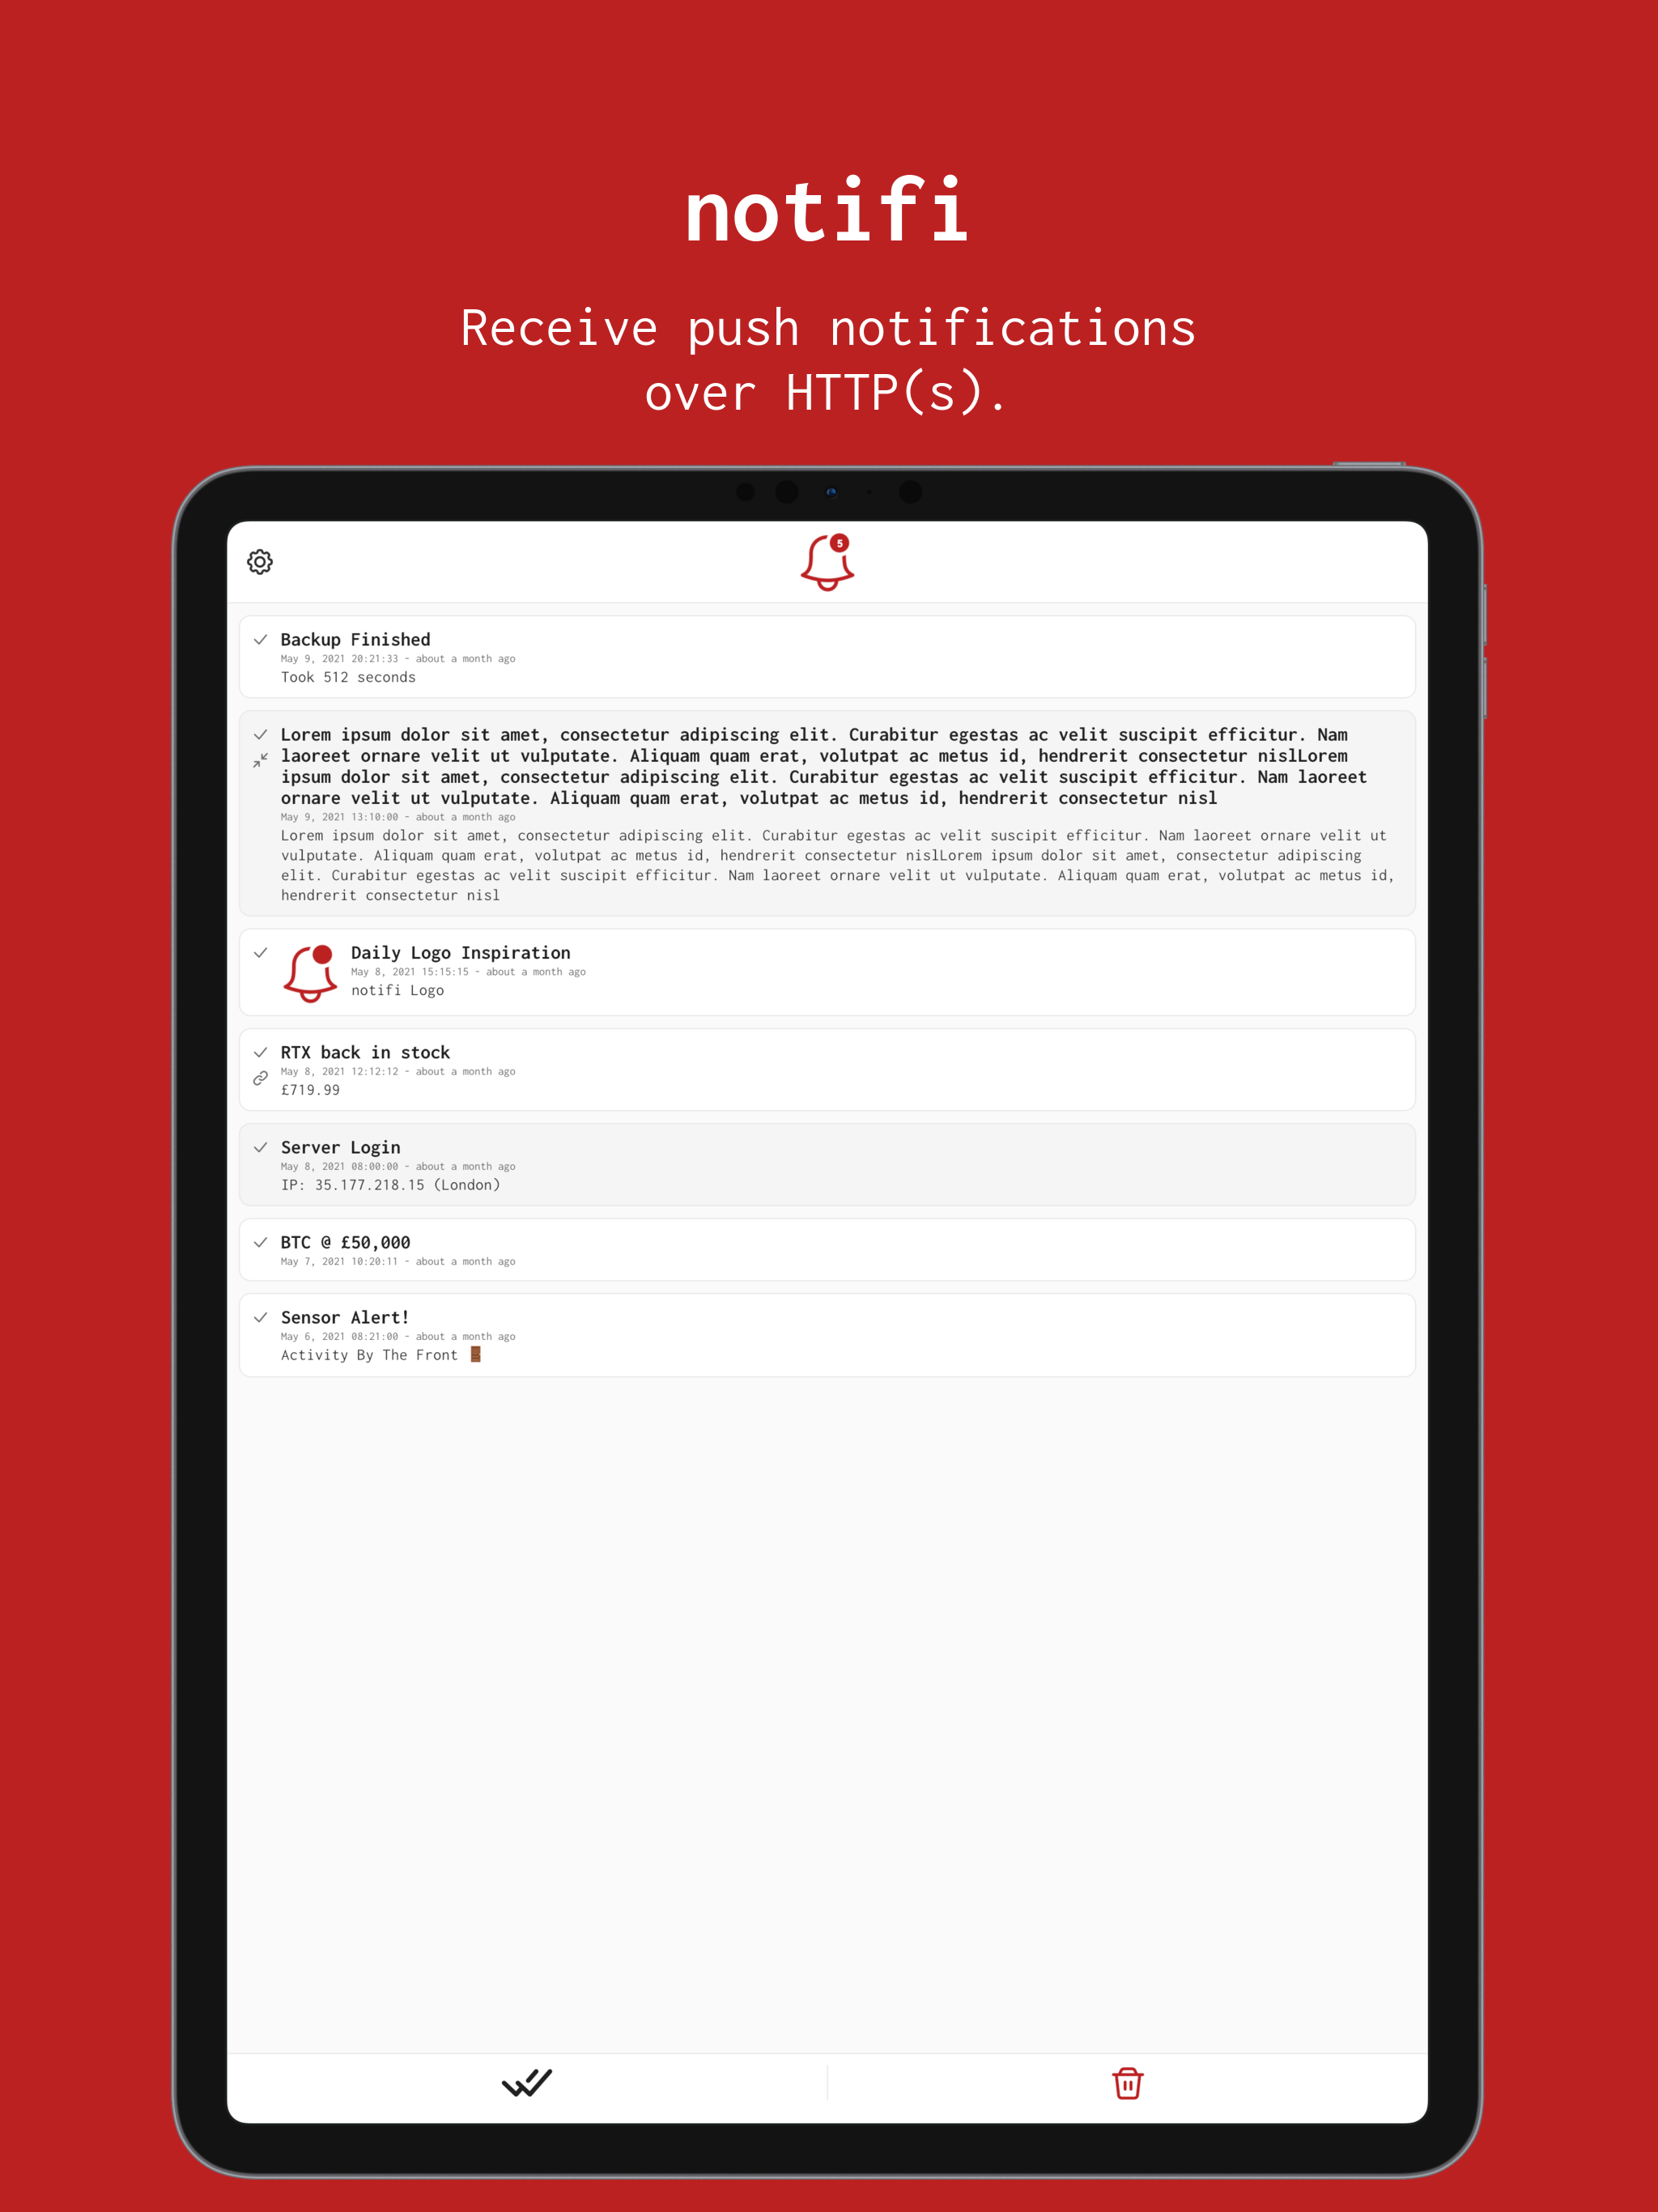 notifi
Receive push notifications
over HTTP(s).
5
Backup Finished
May 9, 2021 20:21:33 - about a month ago
Took 512 seconds
Lorem ipsum dolor sit amet, consectetur adipiscing elit. Curabitur egestas ac velit suscipit efficitur. Nam
laoreet ornare velit ut vulputate. Aliquam quam erat, volutpat ac metus id, hendrerit consectetur nislLorem
ipsum dolor sit amet, consectetur adipiscing elit. Curabitur egestas ac velit suscipit efficitur. Nam laoreet
ornare velit ut vulputate. Aliquam quam erat, volutpat ac metus id, hendrerit consectetur nisl
May 9, 2021 13:10:00 - about a month ago
Lorem ipsum dolor sit amet, consectetur adipiscing elit. Curabitur egestas ac velit suscipit efficitur. Nam laoreet ornare velit ut
vulputate. Aliquam quam erat, volutpat ac metus id, hendrerit consectetur nislLorem ipsum dolor sit amet, consectetur adipiscing
elit. Curabitur egestas ac velit suscipit efficitur. Nam laoreet ornare velit ut vulputate. Aliquam quam erat, volutpat ac metus id,
hendrerit consectetur nisl
Daily Logo Inspiration
May 8, 2021 15:15:15 - about a month ago
notifi Logo
RTX back in stock
May 8, 2021 12:12:12 - about a month ago
£719.99
Server Login
May 8, 2021 08:00:00 - about a month ago
IP: 35.177.218.15 (London)
BTC @ £50,000
May 7, 2021 10:20:11 - about a month ago
Sensor Alert!
May 6, 2021 08:21:00 - about a month ago
Activity By The Front 🚪